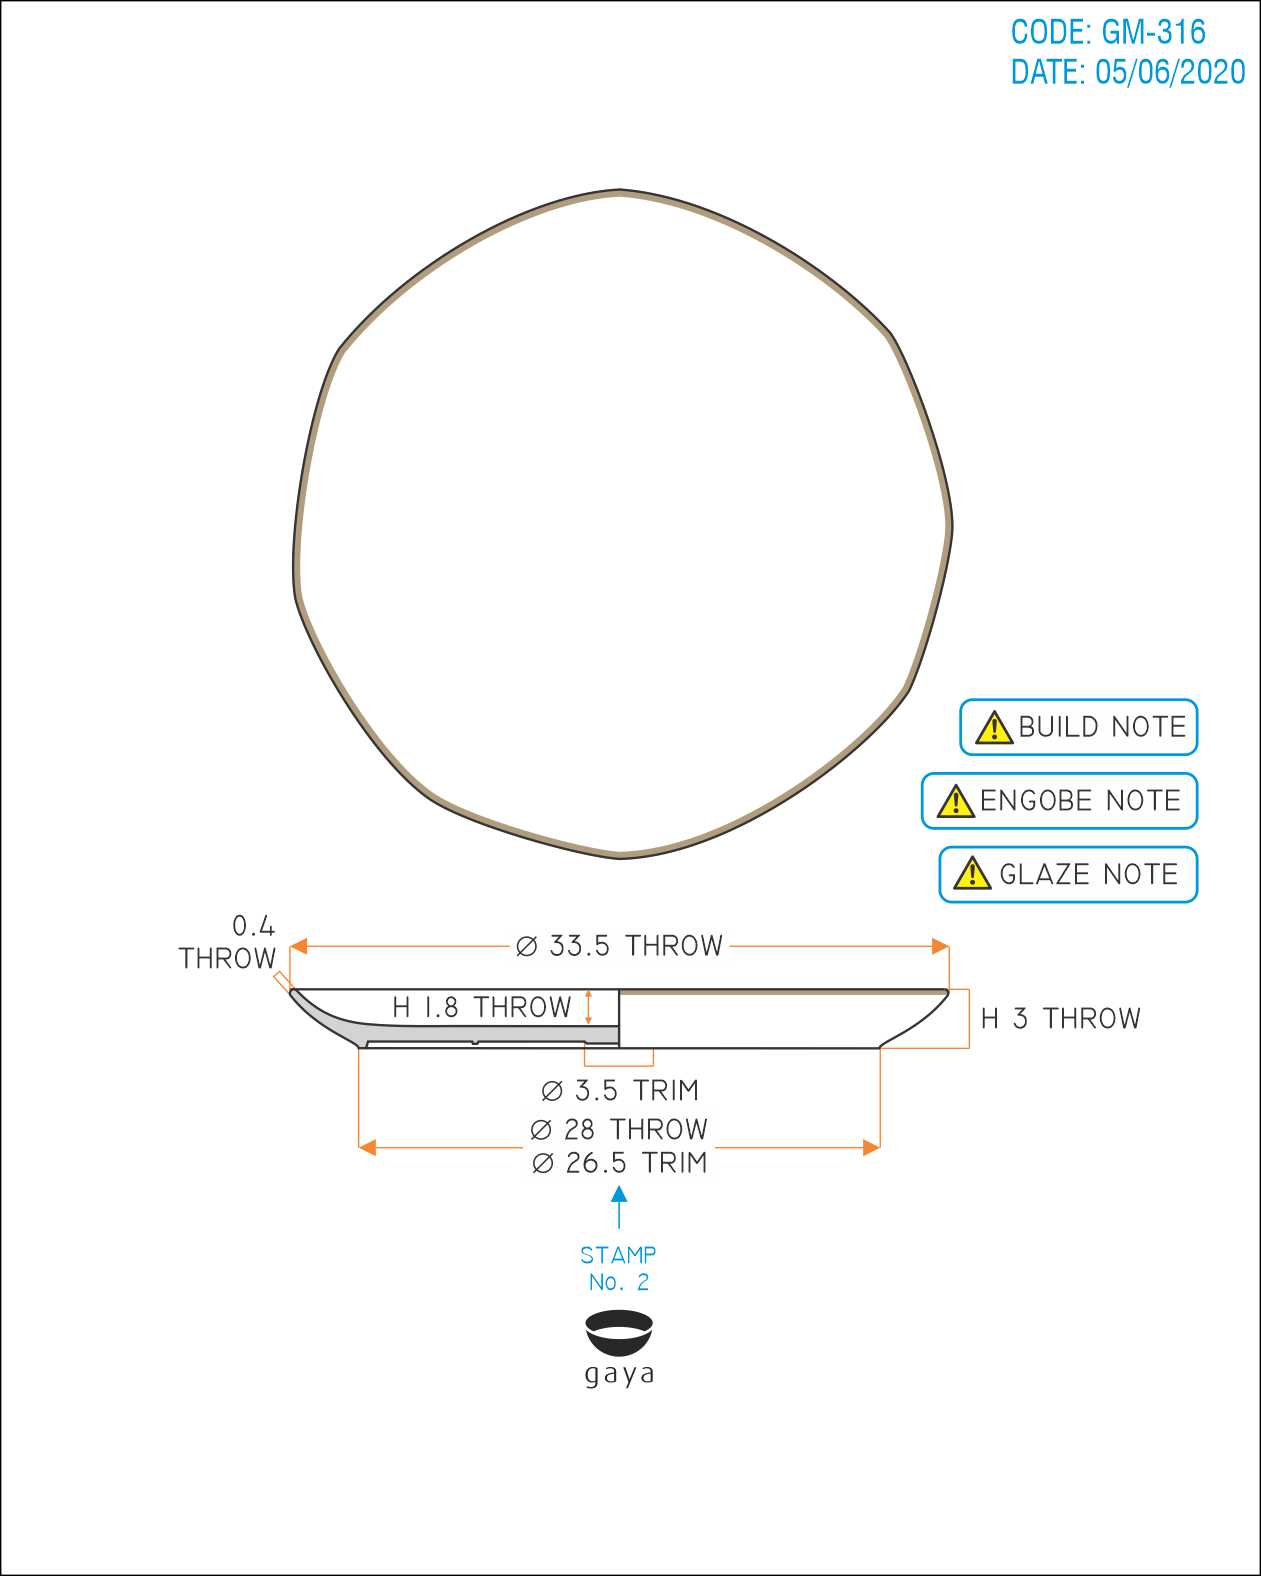 CODE: GM-316
DATE: 05/06/2020
BUILD NOTE
ENGOBE NOTE
GLAZE NOTE
0.4
THROW
Ø 33.5 THROW
H 1.8 THROW
H 3 THROW
Ø 3.5 TRIM
Ø 28 THROW
Ø 26.5 TRIM
STAMP
No. 2
gaya